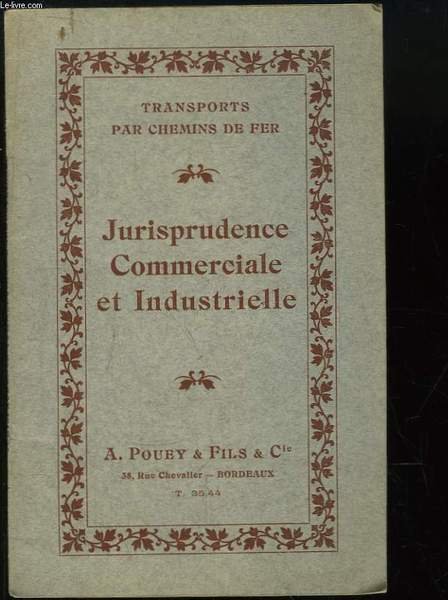 Le-livre.com
TRANSPORTS
PAR CHEMINS DE FER
Jurisprudence
Commerciale
et Industrielle
A. POUEY & FILS & Cie
38, Rue Chevalier — BORDEAUX
T. 35.44